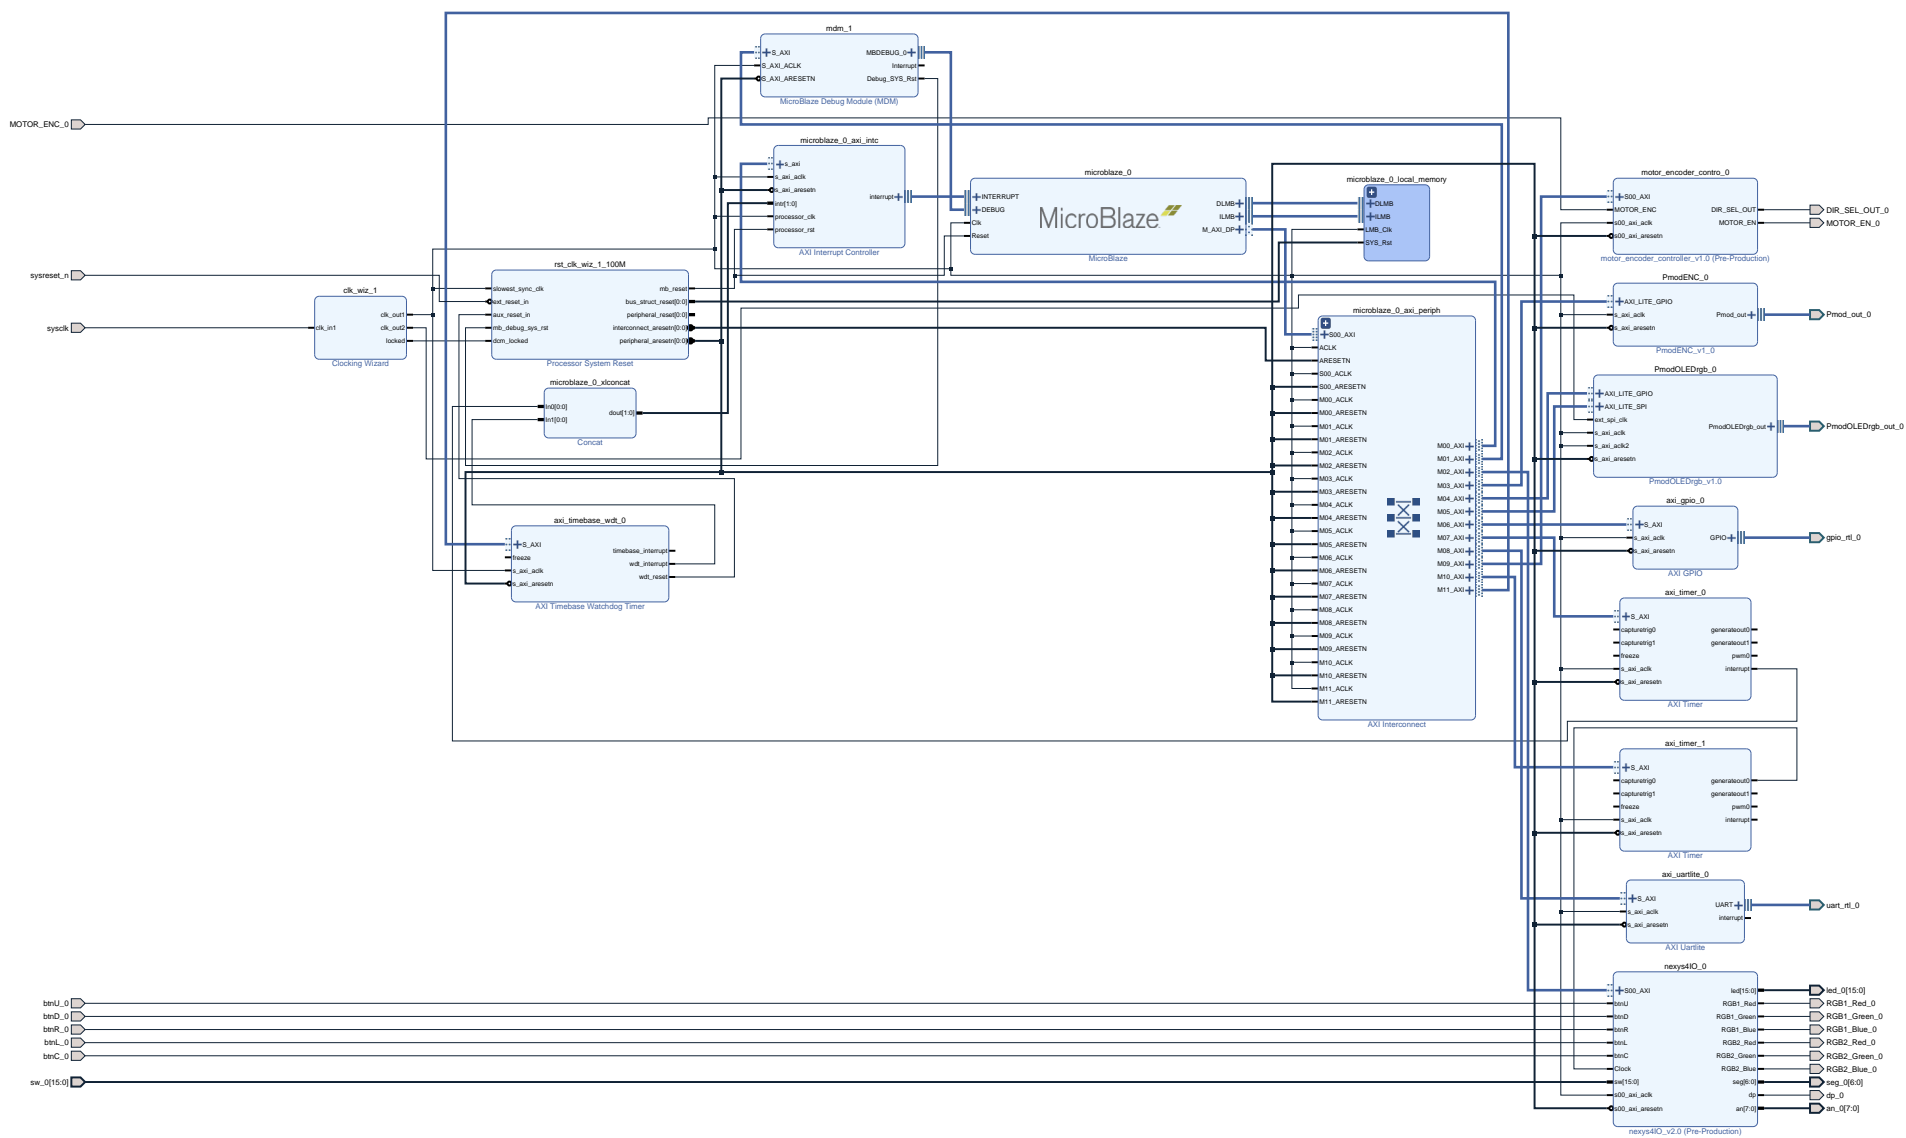 MOTOR_ENC_0
sysreset_n
sysclk
btnU_0
btnD_0
btnR_0
btnL_0
btnC_0
sw_0[15:0]
clk_wiz_1
clk_in1
clk_out1
clk_out2
locked
Clocking Wizard
rst_clk_wiz_1_100M
slowest_sync_clk
ext_reset_in
aux_reset_in
mb_debug_sys_rst
dcm_locked
mb_reset
bus_struct_reset[0:0]
peripheral_reset[0:0]
interconnect_aresetn[0:0]
peripheral_aresetn[0:0]
Processor System Reset
microblaze_0_xlconcat
In0[0:0]
In1[0:0]
dout[1:0]
Concat
axi_timebase_wdt_0
S_AXI
freeze
s_axi_aclk
s_axi_aresetn
timebase_interrupt
wdt_interrupt
wdt_reset
AXI Timebase Watchdog Timer
mdm_1
S_AXI
S_AXI_ACLK
S_AXI_ARESETN
MBDEBUG_0
Interrupt
Debug_SYS_Rst
MicroBlaze Debug Module (MDM)
microblaze_0_axi_intc
s_axi
s_axi_aclk
s_axi_aresetn
intr[1:0]
processor_clk
processor_rst
interrupt
AXI Interrupt Controller
microblaze_0
INTERRUPT
DEBUG
Clk
Reset
MicroBlaze
DLMB
ILMB
M_AXI_DP
MicroBlaze
microblaze_0_local_memory
DLMB
ILMB
LMB_Clk
SYS_Rst
microblaze_0_axi_periph
S00_AXI
ACLK
ARESETN
S00_ACLK
S00_ARESETN
M00_ACLK
M00_ARESETN
M01_ACLK
M01_ARESETN
M02_ACLK
M02_ARESETN
M03_ACLK
M03_ARESETN
M04_ACLK
M04_ARESETN
M05_ACLK
M05_ARESETN
M06_ACLK
M06_ARESETN
M07_ACLK
M07_ARESETN
M08_ACLK
M08_ARESETN
M09_ACLK
M09_ARESETN
M10_ACLK
M10_ARESETN
M11_ACLK
M11_ARESETN
M00_AXI
M01_AXI
M02_AXI
M03_AXI
M04_AXI
M05_AXI
M06_AXI
M07_AXI
M08_AXI
M09_AXI
M10_AXI
M11_AXI
AXI Interconnect
motor_encoder_contro_0
S00_AXI
MOTOR_ENC
s00_axi_aclk
s00_axi_aresetn
DIR_SEL_OUT
MOTOR_EN
motor_encoder_controller_v1.0 (Pre-Production)
DIR_SEL_OUT_0
MOTOR_EN_0
PmodENC_0
AXI_LITE_GPIO
s_axi_aclk
s_axi_aresetn
Pmod_out
PmodENC_v1_0
Pmod_out_0
PmodOLEDrgb_0
AXI_LITE_GPIO
AXI_LITE_SPI
ext_spi_clk
s_axi_aclk
s_axi_aclk2
s_axi_aresetn
PmodOLEDrgb_out
PmodOLEDrgb_v1.0
PmodOLEDrgb_out_0
axi_gpio_0
S_AXI
s_axi_aclk
s_axi_aresetn
GPIO
AXI GPIO
gpio_rtl_0
axi_timer_0
S_AXI
capturetrig0
capturetrig1
freeze
s_axi_aclk
s_axi_aresetn
generateout0
generateout1
pwm0
interrupt
AXI Timer
axi_timer_1
S_AXI
capturetrig0
capturetrig1
freeze
s_axi_aclk
s_axi_aresetn
generateout0
generateout1
pwm0
interrupt
AXI Timer
axi_uartlite_0
S_AXI
s_axi_aclk
s_axi_aresetn
UART
interrupt
AXI Uartlite
uart_rtl_0
nexys4IO_0
S00_AXI
btnU
btnD
btnR
btnL
btnC
Clock
sw[15:0]
s00_axi_aclk
s00_axi_aresetn
led[15:0]
RGB1_Red
RGB1_Green
RGB1_Blue
RGB2_Red
RGB2_Green
RGB2_Blue
seg[6:0]
dp
an[7:0]
nexys4IO_v2.0 (Pre-Production)
led_0[15:0]
RGB1_Red_0
RGB1_Green_0
RGB1_Blue_0
RGB2_Red_0
RGB2_Green_0
RGB2_Blue_0
seg_0[6:0]
dp_0
an_0[7:0]